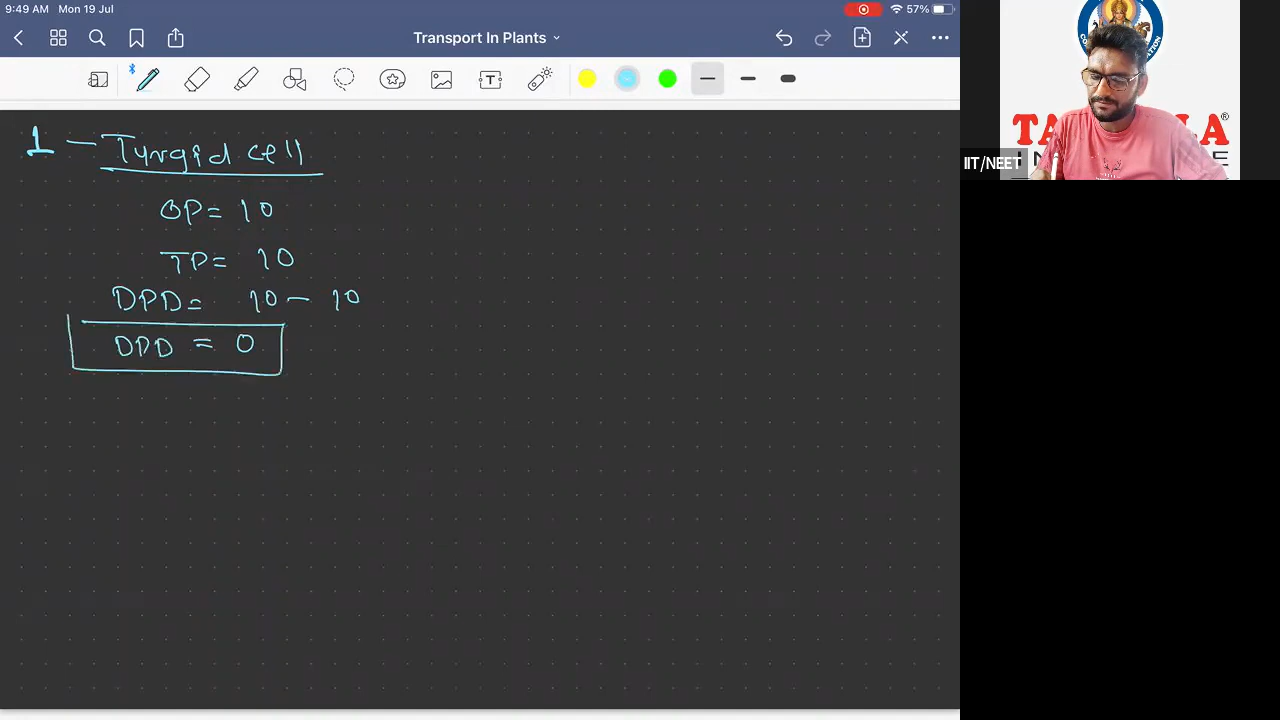 9:49 AM Mon 19 Jul
57%
Transport In Plants
1 — Turgid cell
OP = 10
TP = 10
DPD = 10 - 10
DPD = 0
IIT/NEET